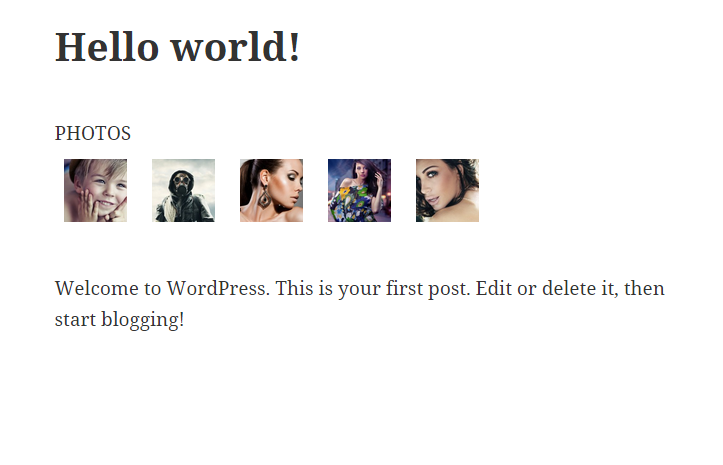 Hello world!
PHOTOS
Welcome to WordPress. This is your first post. Edit or delete it, then
start blogging!